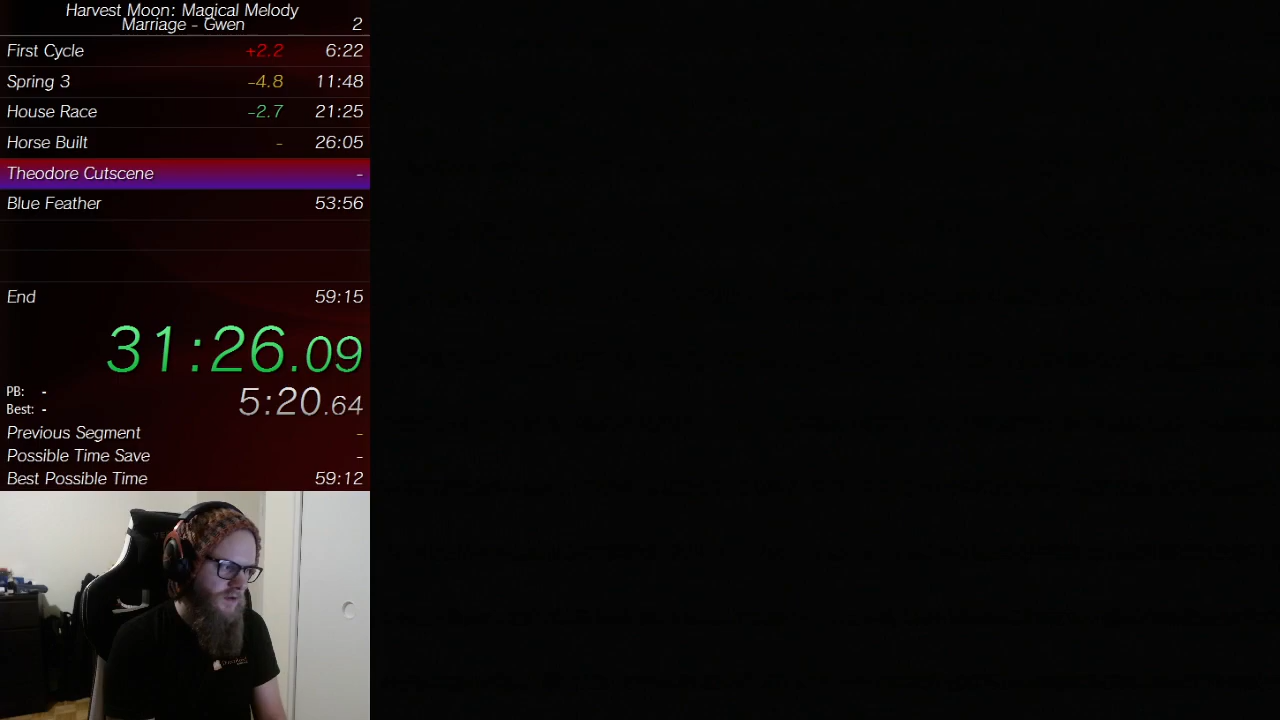 Harvest Moon: Magical Melody
Marriage - Gwen 2
First Cycle +2.2 6:22
Spring 3 -4.8 11:48
House Race -2.7 21:25
Horse Built - 26:05
Theodore Cutscene -
Blue Feather 53:56
End 59:15
31:26.09
PB: - 5:20.64
Best: -
Previous Segment -
Possible Time Save -
Best Possible Time 59:12